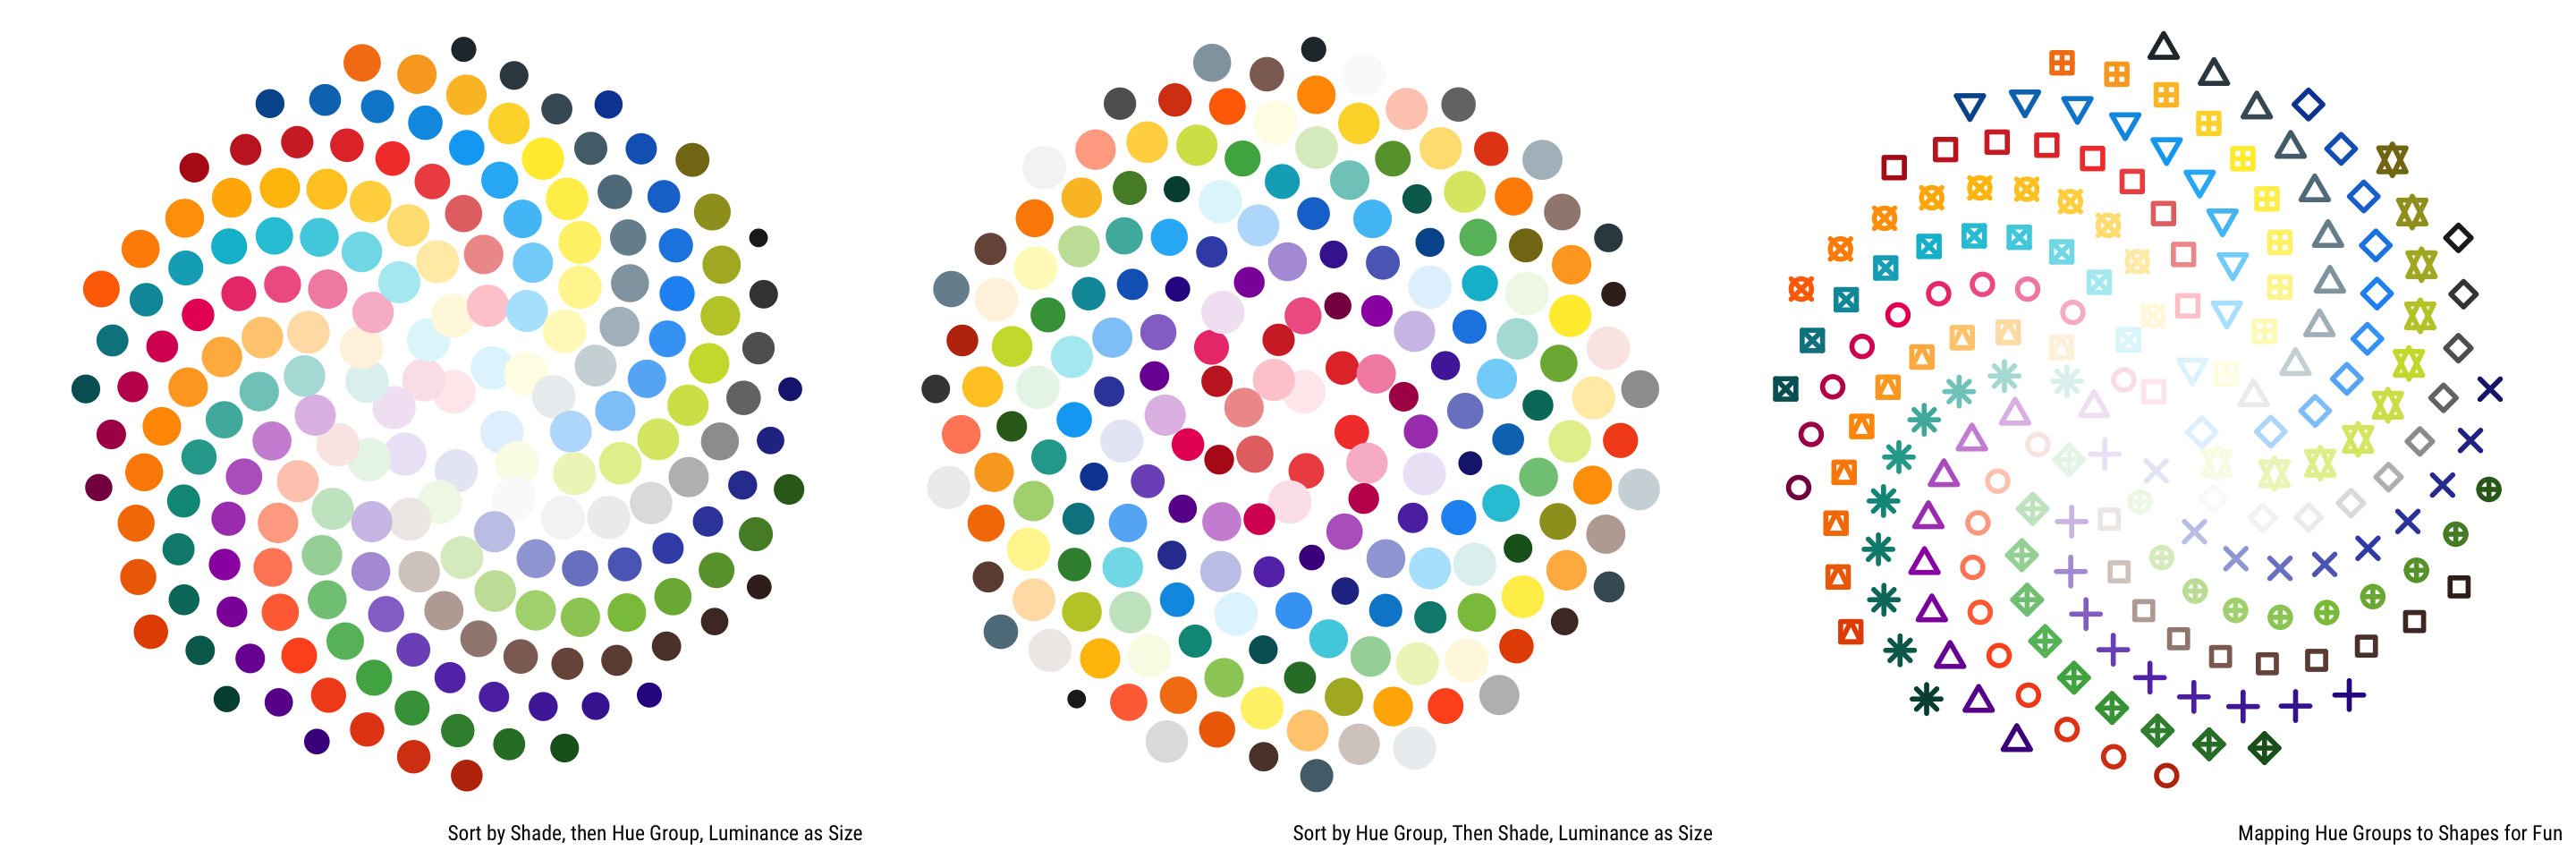 Sort by Shade, then Hue Group, Luminance as Size
Sort by Hue Group, Then Shade, Luminance as Size
Mapping Hue Groups to Shapes for Fun